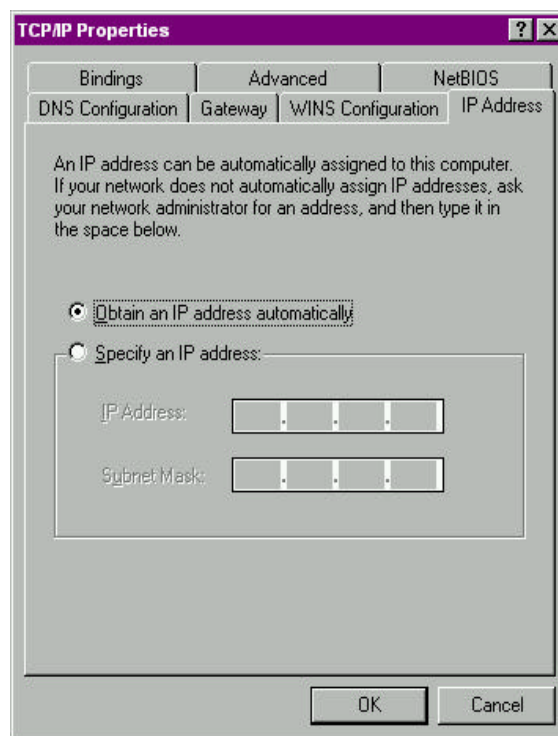 TCP/IP Properties
Bindings
Advanced
NetBIOS
DNS Configuration
Gateway
WINS Configuration
IP Address
An IP address can be automatically assigned to this computer.
If your network does not automatically assign IP addresses, ask
your network administrator for an address, and then type it in
the space below.
Obtain an IP address automatically
Specify an IP address:
IP Address:
Subnet Mask:
OK
Cancel